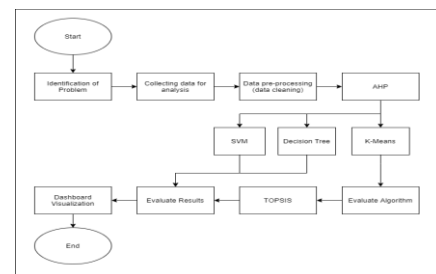 Start
Identification of
Problem
Collecting data for
analysis
Data pre-processing
(data cleaning)
AHP
SVM
Decision Tree
K-Means
Dashboard
Visualization
Evaluate Results
TOPSIS
Evaluate Algorithm
End